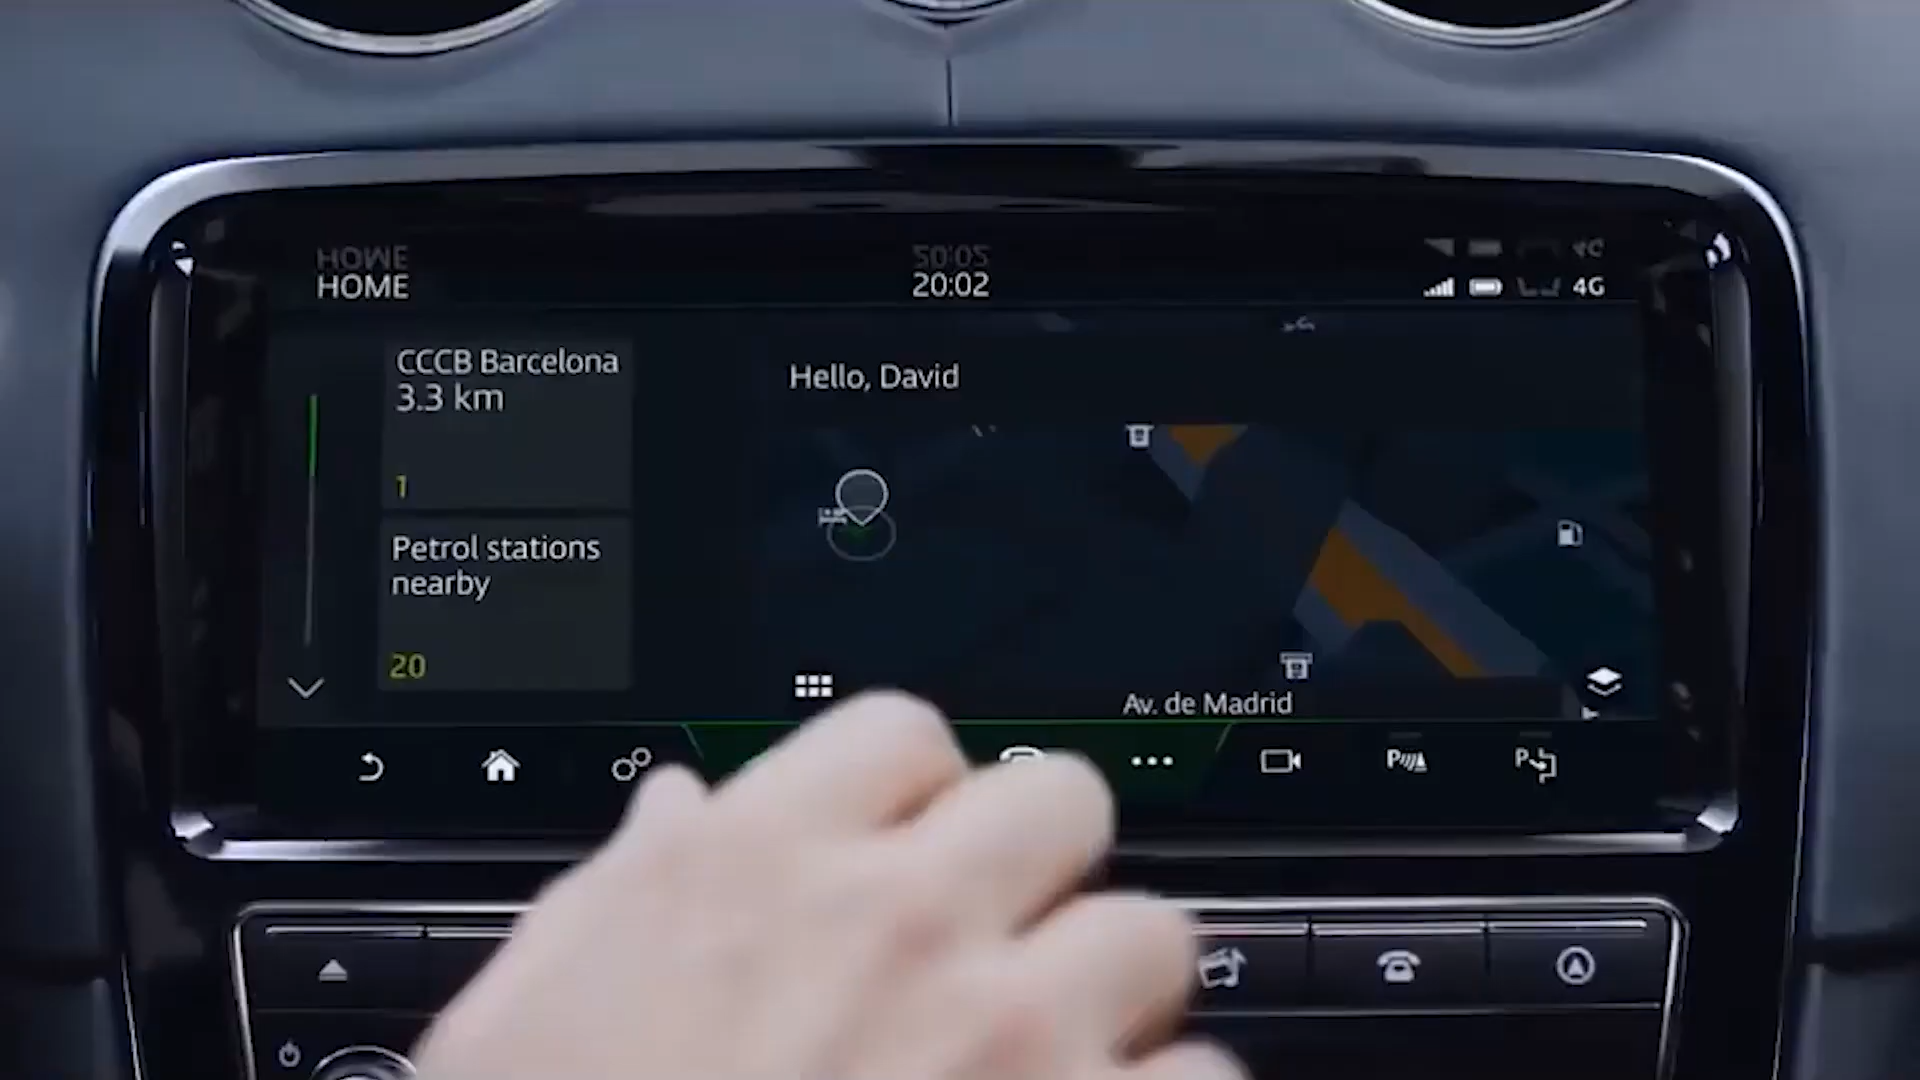 HOME
20:02
4G
CCCB Barcelona
3.3 km
1
Hello, David
Petrol stations
nearby
20
Av. de Madrid
P
P